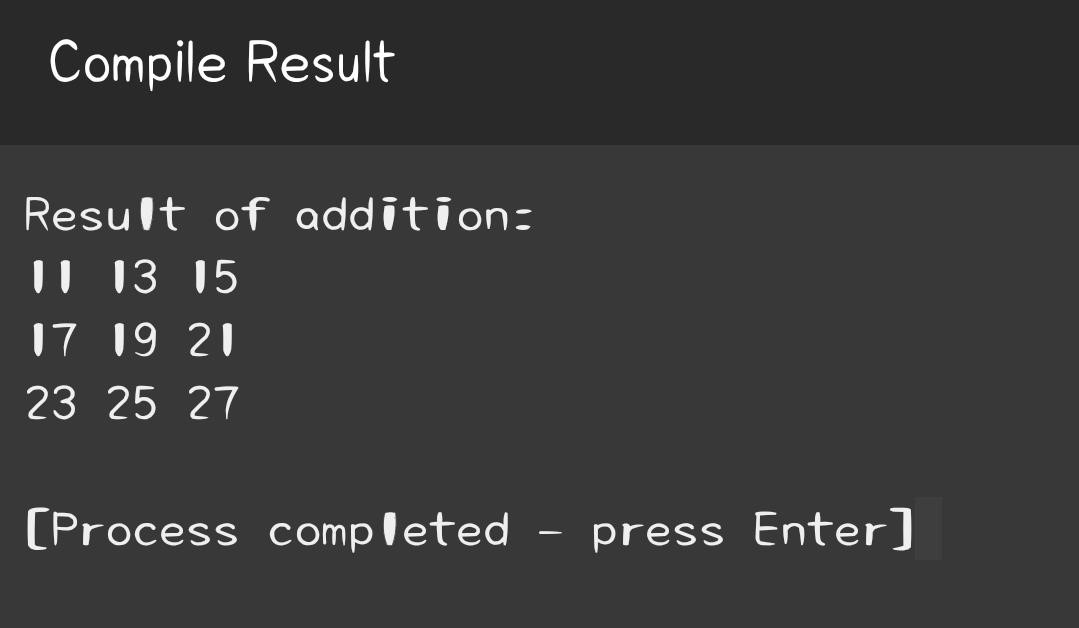 Compile Result
Result of addition:
11 13 15
17 19 21
23 25 27
[Process completed - press Enter]